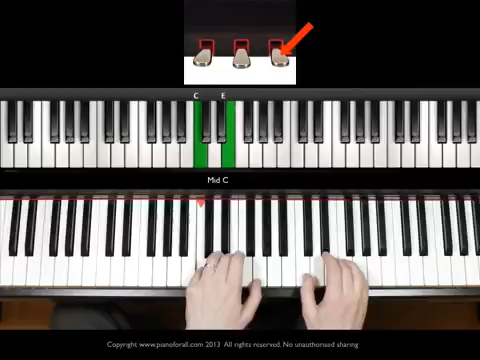 C E
Mid C
Copyright www.pianoforall.com 2013 All rights reserved. No unauthorised sharing